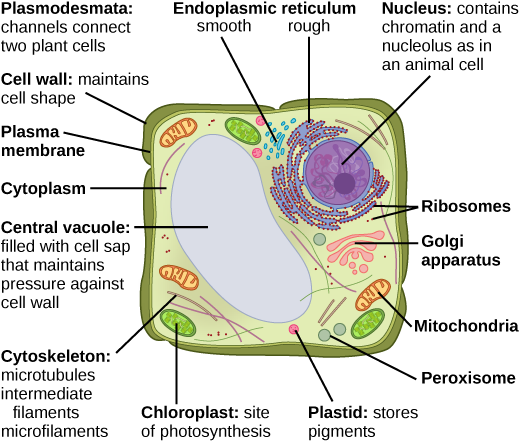 Plasmodesmata:
channels connect
two plant cells
Endoplasmic reticulum
smooth rough
Nucleus: contains
chromatin and a
nucleolus as in
an animal cell
Cell wall: maintains
cell shape
Plasma
membrane
Cytoplasm
Central vacuole:
filled with cell sap
that maintains
pressure against
cell wall
Cytoskeleton:
microtubules
intermediate
filaments
microfilaments
Ribosomes
Golgi
apparatus
Mitochondria
Peroxisome
Chloroplast: site
of photosynthesis
Plastid: stores
pigments